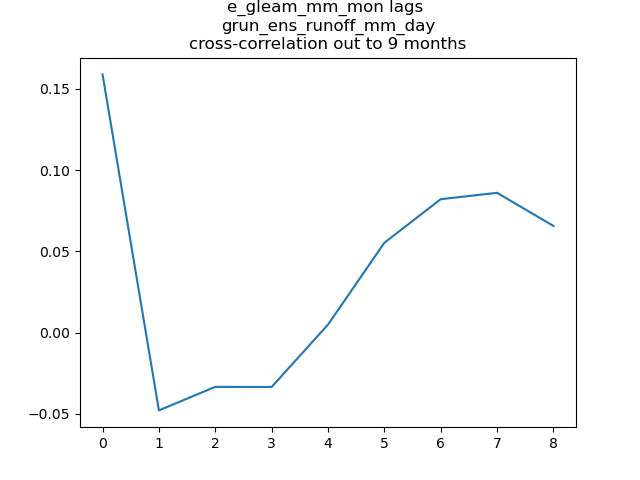 e_gleam_mm_mon lags
grun_ens_runoff_mm_day
cross-correlation out to 9 months
0.15
0.10
0.05
0.00
−0.05
0 1 2 3 4 5 6 7 8